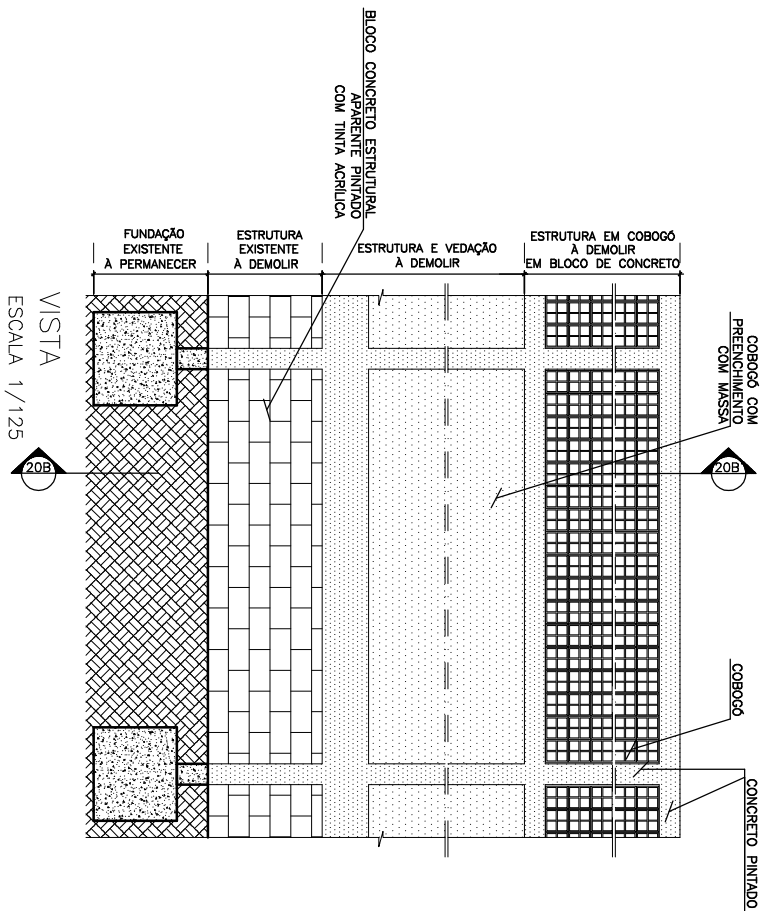 BLOCO CONCRETO ESTRUTURAL
APARENTE PINTADO
COM TINTA ACRÍLICA
COBOGÓ COM
PREENCHIMENTO
COM MASSA
FUNDAÇÃO
EXISTENTE
À PERMANECER
ESTRUTURA
EXISTENTE
À DEMOLIR
ESTRUTURA E VEDAÇÃO
À DEMOLIR
ESTRUTURA EM COBOGÓ
À DEMOLIR
EM BLOCO DE CONCRETO
20B
20B
COBOGÓ
CONCRETO PINTADO
VISTA
ESCALA 1/125